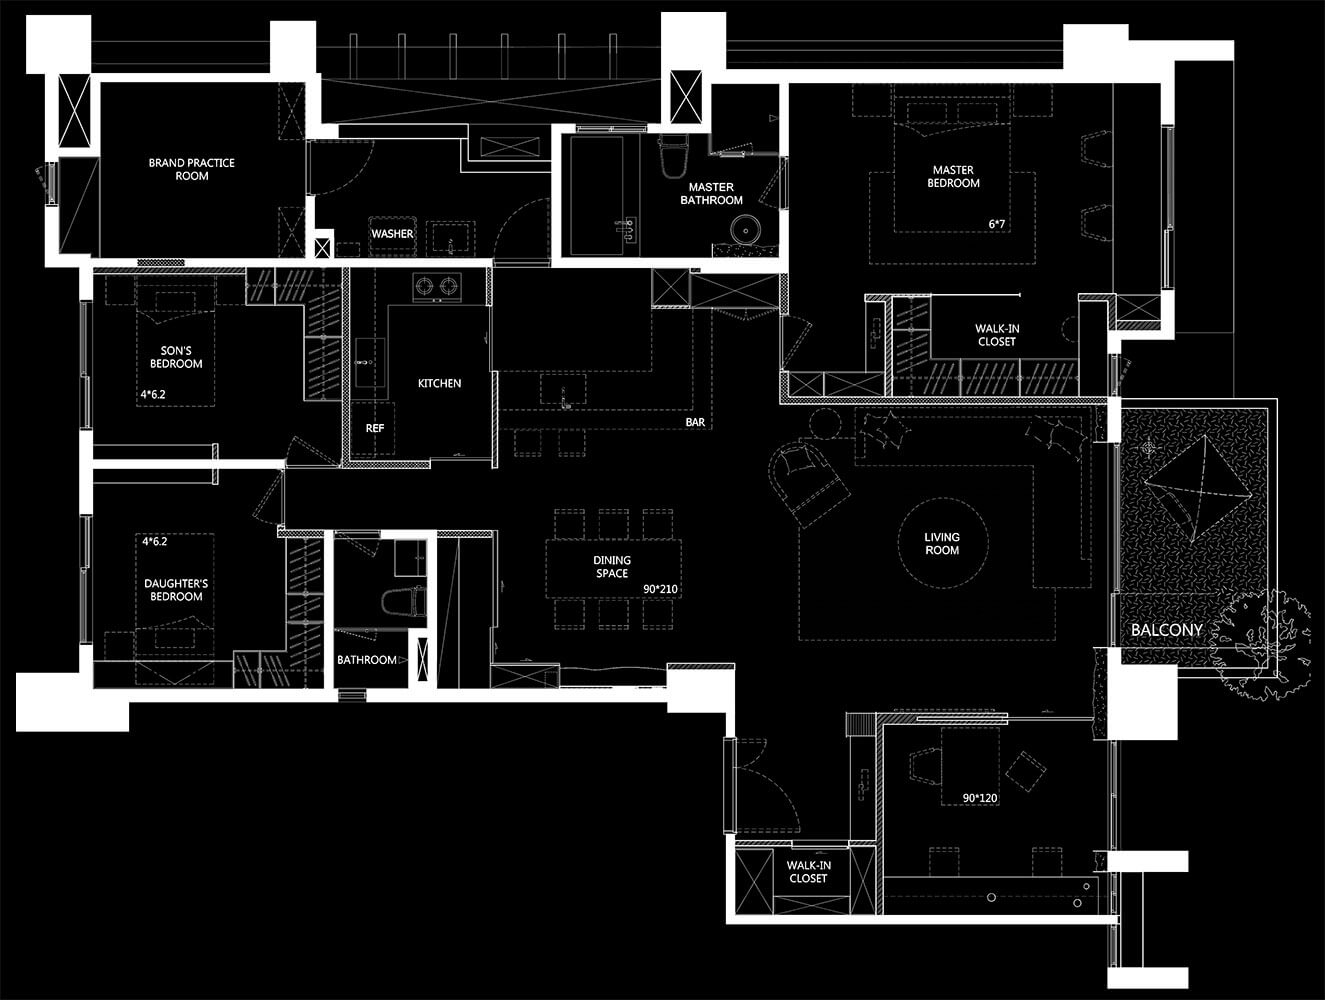 BRAND PRACTICE
ROOM
WASHER
MASTER
BATHROOM
MASTER
BEDROOM
6*7
WALK-IN
CLOSET
SON'S
BEDROOM
4*6.2
KITCHEN
REF
BAR
4*6.2
DAUGHTER'S
BEDROOM
BATHROOM
DINING
SPACE
90*210
LIVING
ROOM
BALCONY
90*120
WALK-IN
CLOSET